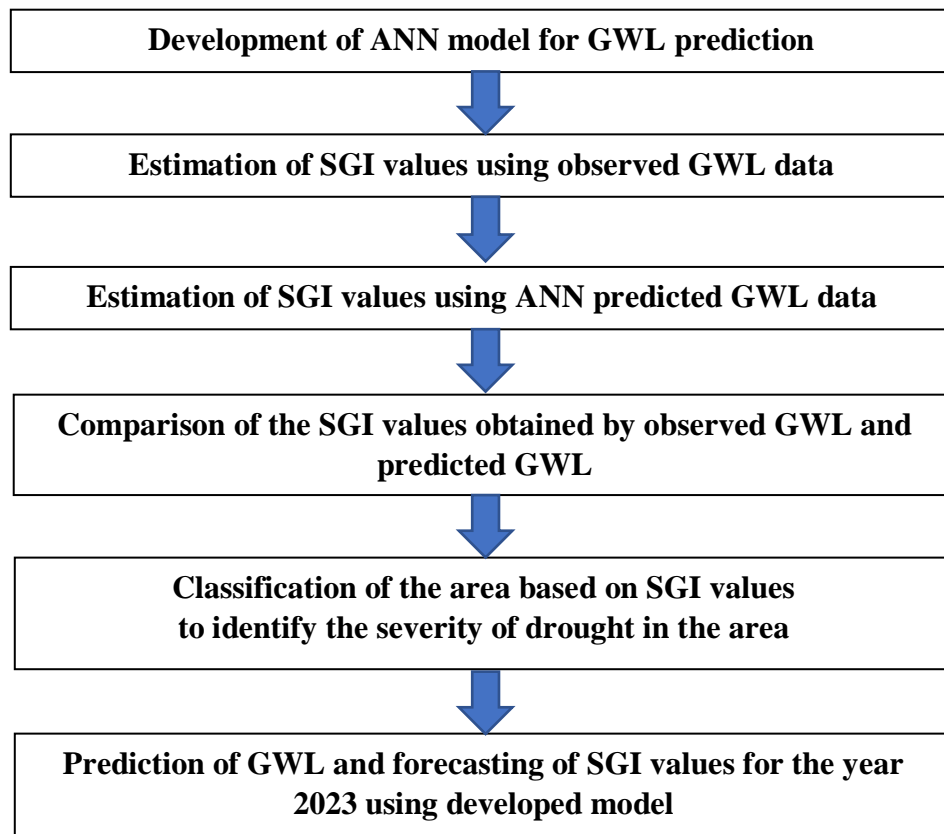 Development of ANN model for GWL prediction
Estimation of SGI values using observed GWL data
Estimation of SGI values using ANN predicted GWL data
Comparison of the SGI values obtained by observed GWL and
predicted GWL
Classification of the area based on SGI values
to identify the severity of drought in the area
Prediction of GWL and forecasting of SGI values for the year
2023 using developed model